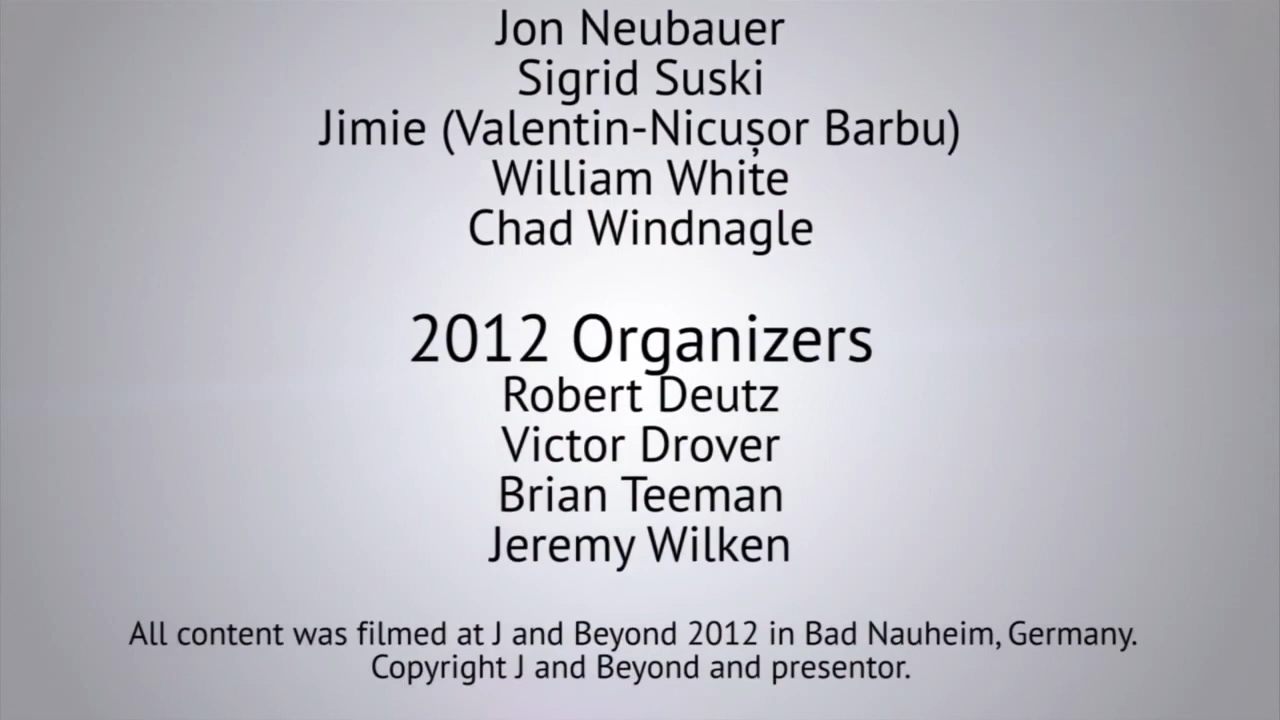 Jon Neubauer
Sigrid Suski
Jimie (Valentin-Nicușor Barbu)
William White
Chad Windnagle
2012 Organizers
Robert Deutz
Victor Drover
Brian Teeman
Jeremy Wilken
All content was filmed at J and Beyond 2012 in Bad Nauheim, Germany.
Copyright J and Beyond and presentor.